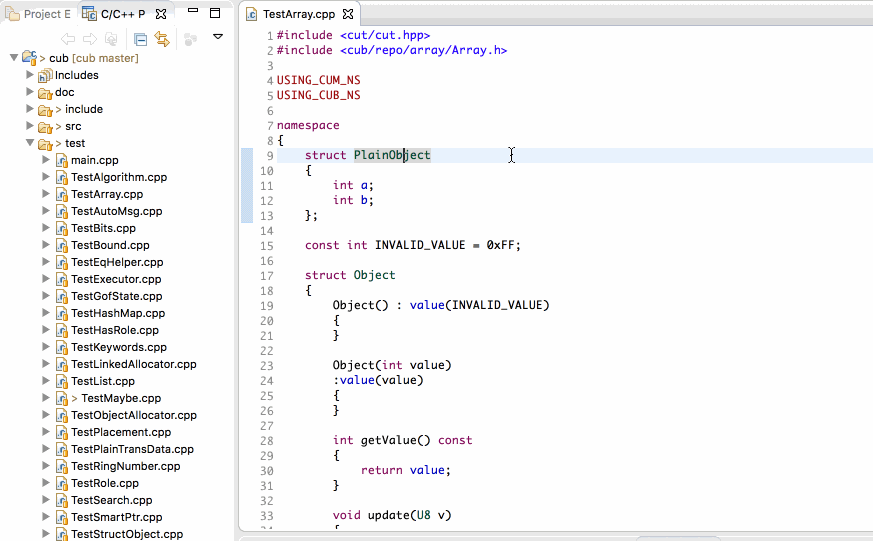 Project E
C/C++ P
> cub [cub master]
Includes
doc
> include
> src
> test
main.cpp
TestAlgorithm.cpp
TestArray.cpp
TestAutoMsg.cpp
TestBits.cpp
TestBound.cpp
TestEqHelper.cpp
TestExecutor.cpp
TestGofState.cpp
TestHashMap.cpp
TestHasRole.cpp
TestKeywords.cpp
TestLinkedAllocator.cpp
TestList.cpp
> TestMaybe.cpp
TestObjectAllocator.cpp
TestPlacement.cpp
TestPlainTransData.cpp
TestRingNumber.cpp
TestRole.cpp
TestSearch.cpp
TestSmartPtr.cpp
TestStructObject.cpp
TestArray.cpp
1 #include <cut/cut.hpp>
2 #include <cub/repo/array/Array.h>
3
4 USING_CUM_NS
5 USING_CUB_NS
6
7 namespace
8 {
9 struct PlainObject
10 {
11 int a;
12 int b;
13 };
14
15 const int INVALID_VALUE = 0xFF;
16
17 struct Object
18 {
19 Object() : value(INVALID_VALUE)
20 {
21 }
22
23 Object(int value)
24 :value(value)
25 {
26 }
27
28 int getValue() const
29 {
30 return value;
31 }
32
33 void update(U8 v)